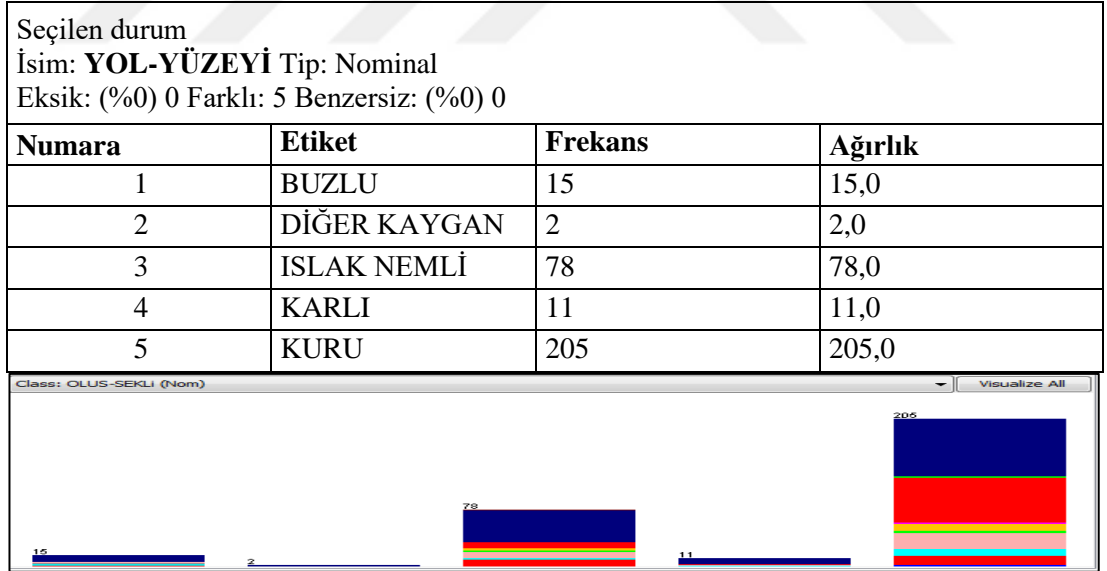 Seçilen durum
İsim: YOL-YÜZEYİ Tip: Nominal
Eksik: (%0) 0 Farklı: 5 Benzersiz: (%0) 0
Numara Etiket Frekans Ağırlık
1 BUZLU 15 15,0
2 DİĞER KAYGAN 2 2,0
3 ISLAK NEMLİ 78 78,0
4 KARLI 11 11,0
5 KURU 205 205,0
Class: OLUS-SEKLi (Nom) Visualize All
15 2 78 11 205